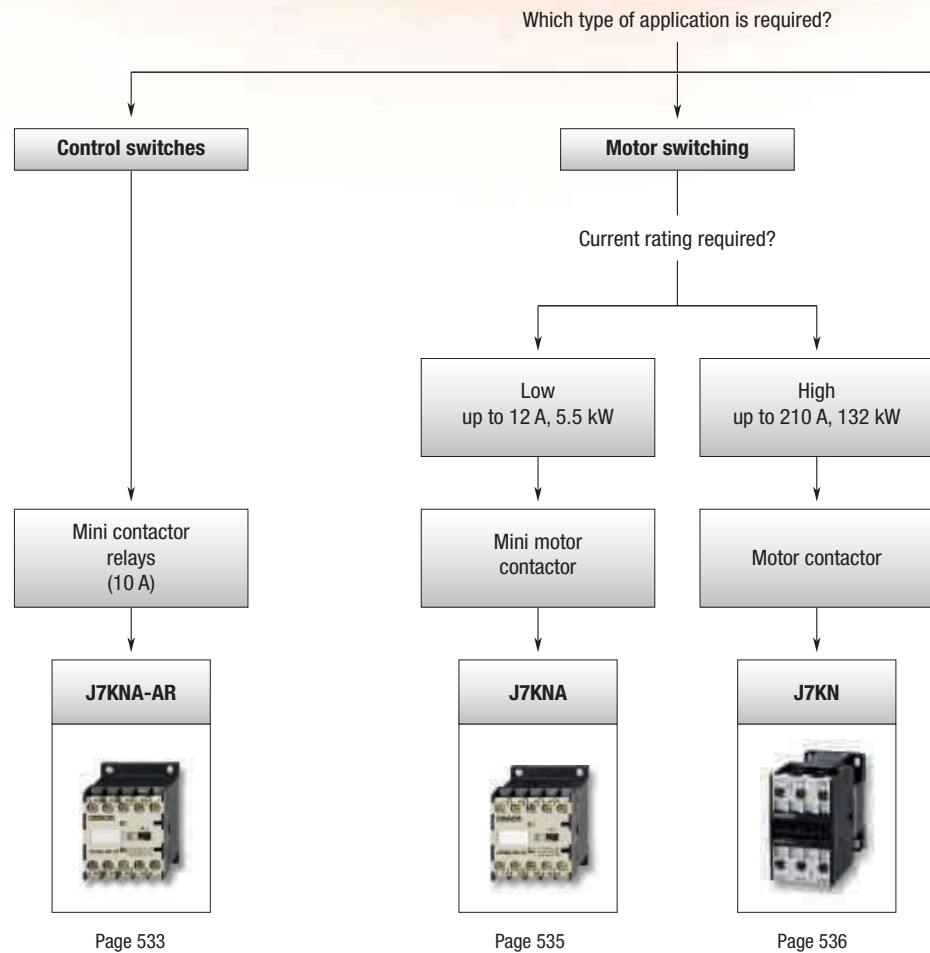 Which type of application is required?
Control switches
Motor switching
Current rating required?
Low
up to 12 A, 5.5 kW
High
up to 210 A, 132 kW
Mini contactor
relays
(10 A)
Mini motor
contactor
Motor contactor
J7KNA-AR
J7KNA
J7KN
OMRON
OMRON
Page 533
Page 535
Page 536